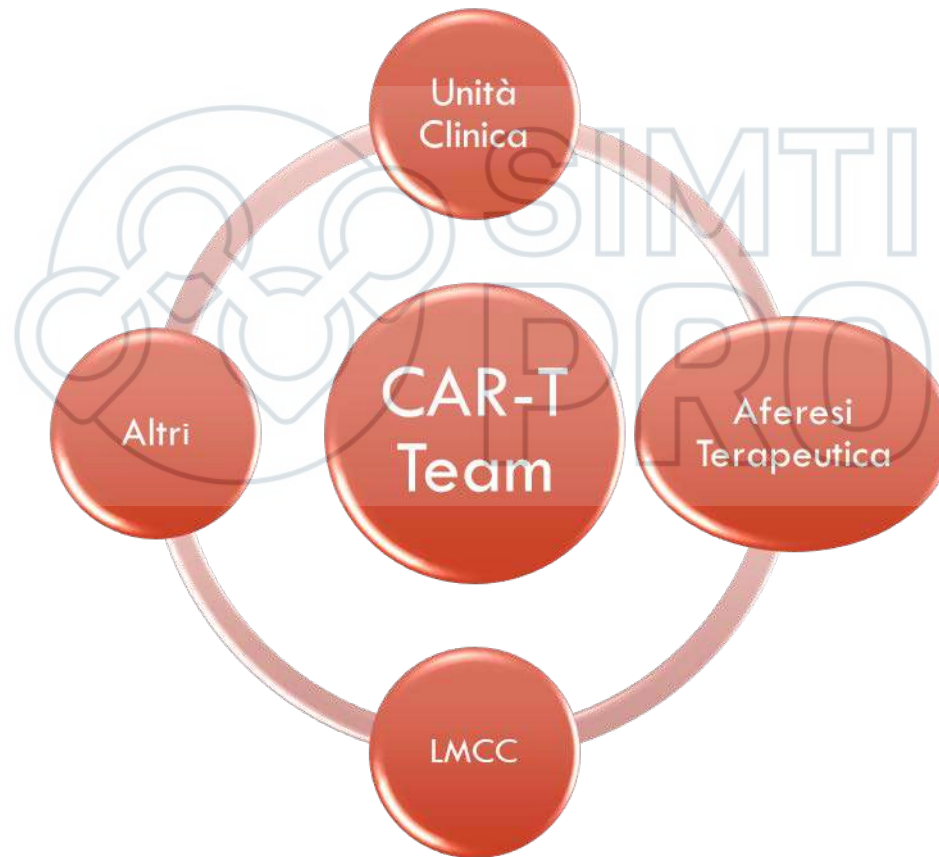 Unità
Clinica
SIMTI
PRO
CAR-T
Team
Altri
Aferesi
Terapeutica
LMCC